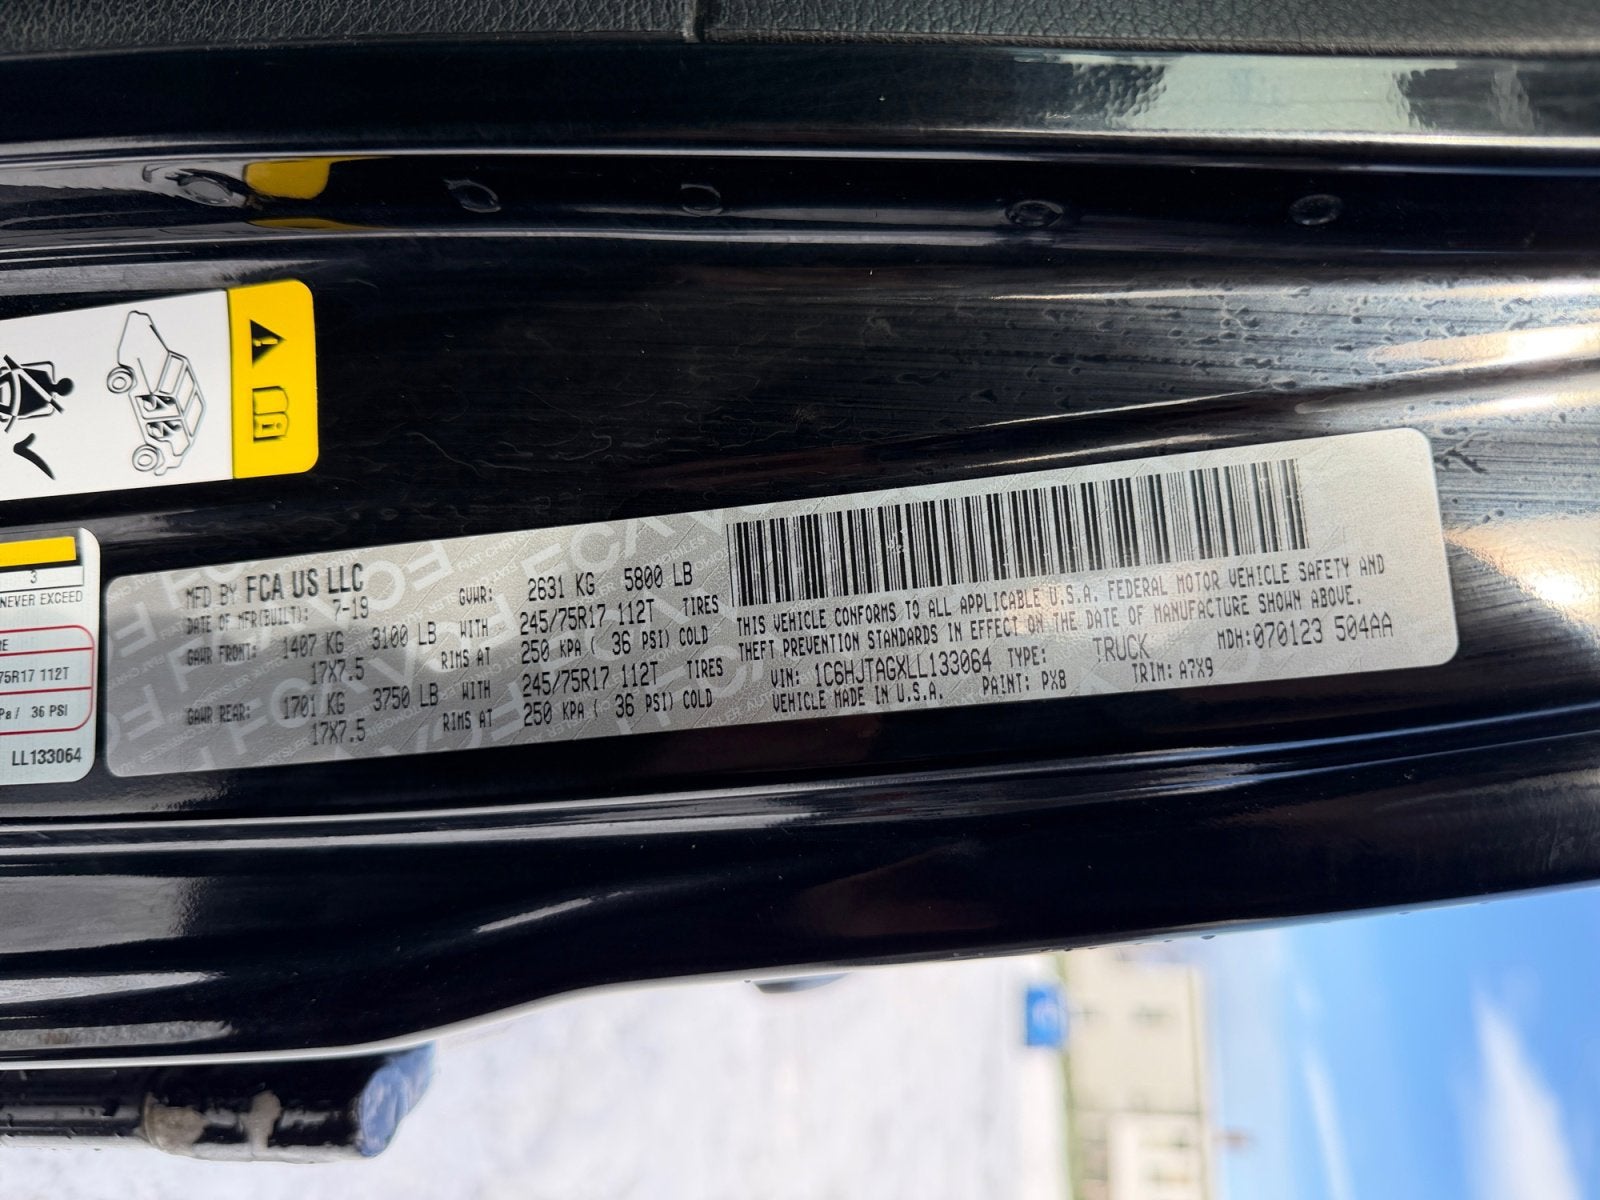 3
NEVER EXCEED
75R17 112T
Pa/ 36 PSI
LL133064
MFD BY FCA US LLC
DATE OF MFR(BUILT): 7-19
GVWR: 2631 KG 5800 LB
GAWR FRONT: 1407 KG 3100 LB WITH 245/75R17 112T TIRES
17X7.5 RIMS AT 250 KPA ( 36 PSI) COLD
GAWR REAR: 1701 KG 3750 LB WITH 245/75R17 112T TIRES
17X7.5 RIMS AT 250 KPA ( 36 PSI) COLD
THIS VEHICLE CONFORMS TO ALL APPLICABLE U.S.A. FEDERAL MOTOR VEHICLE SAFETY AND
THEFT PREVENTION STANDARDS IN EFFECT ON THE DATE OF MANUFACTURE SHOWN ABOVE.
VIN: 1C6HJTAGXLL133064 TYPE: TRUCK MDH:070123 504AA
VEHICLE MADE IN U.S.A. PAINT: PX8 TRIM: A7X9